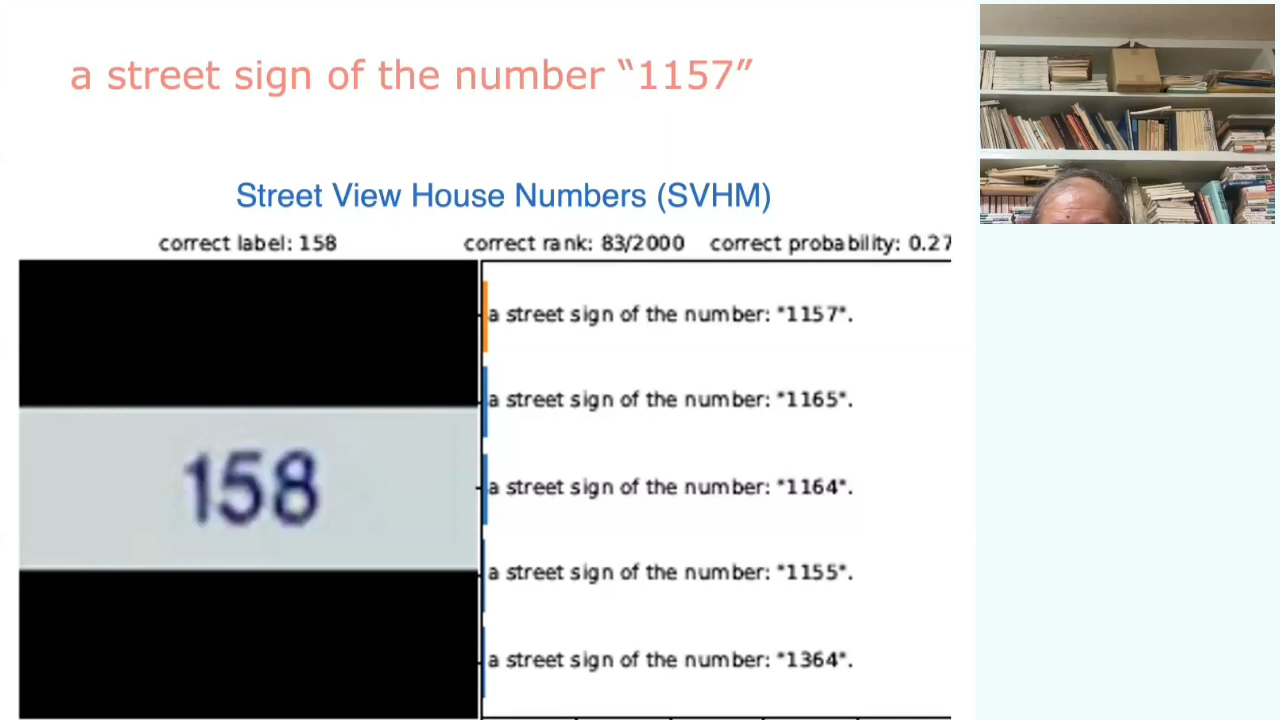 a street sign of the number “1157”
Street View House Numbers (SVHM)
correct label: 158
correct rank: 83/2000 correct probability: 0.27
a street sign of the number: "1157".
a street sign of the number: "1165".
158
a street sign of the number: "1164".
a street sign of the number: "1155".
a street sign of the number: "1364".